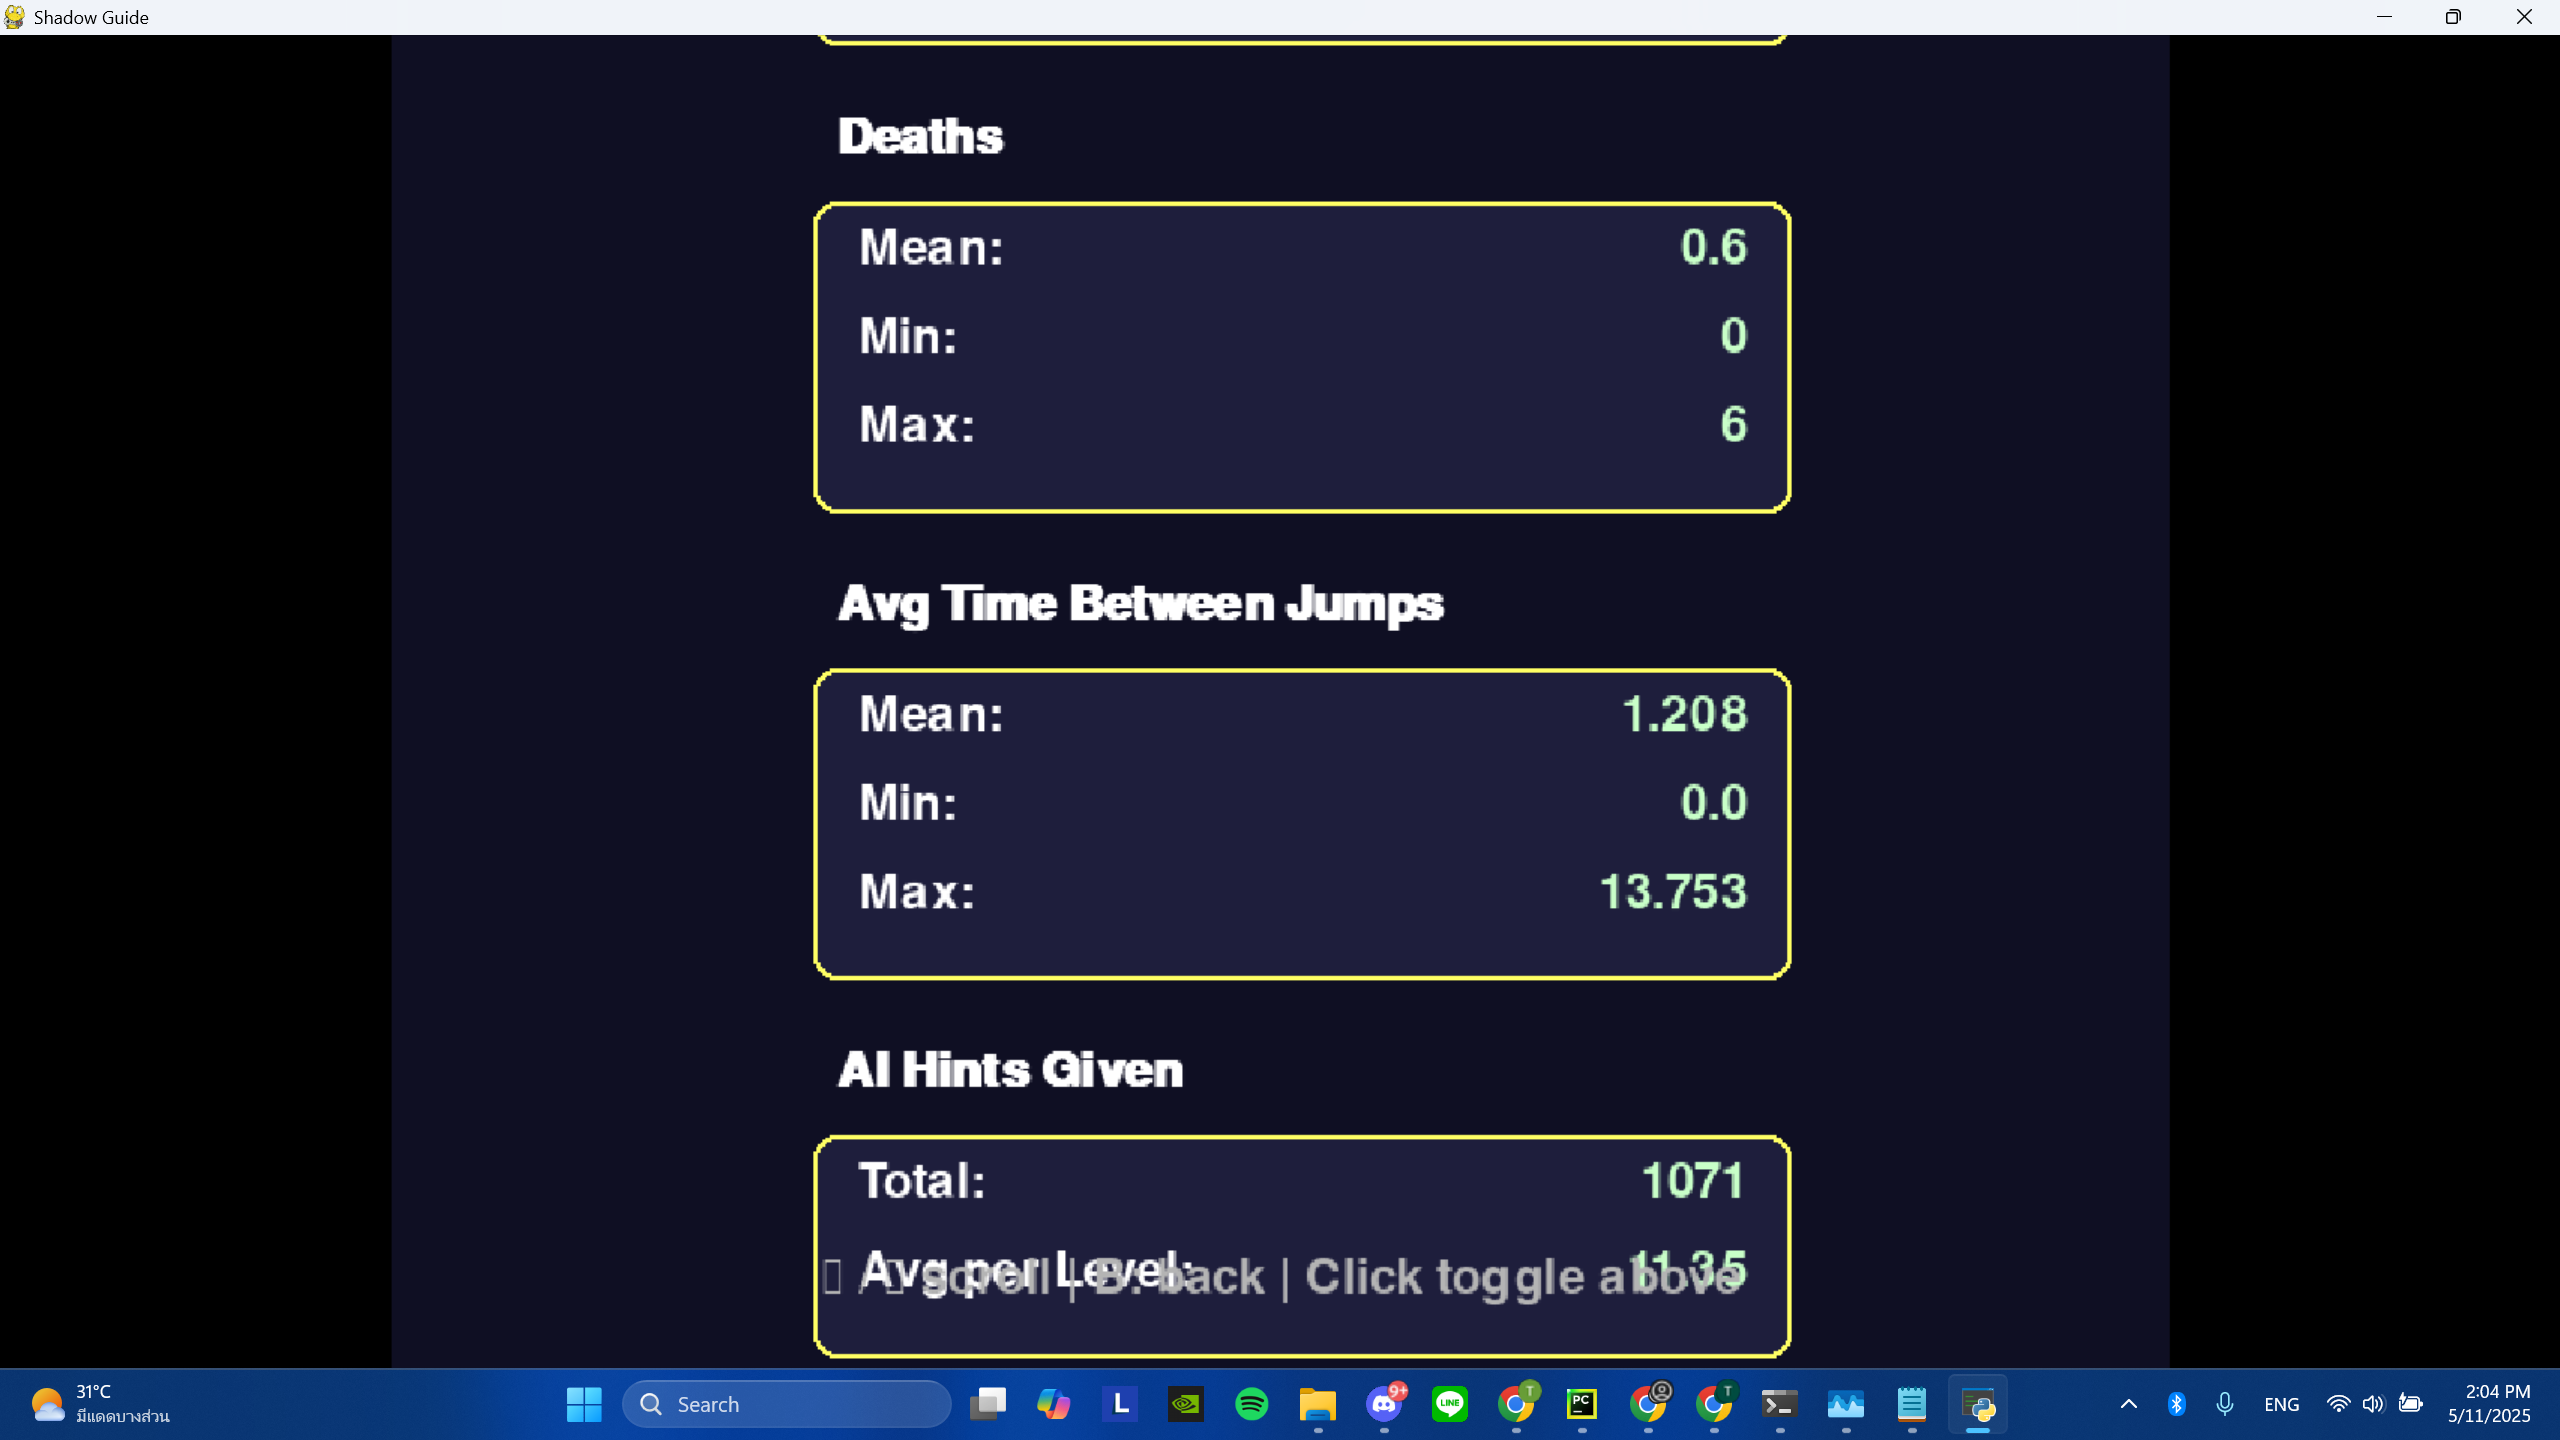 Shadow Guide
Deaths
Mean: 0.6
Min: 0
Max: 6
Avg Time Between Jumps
Mean: 1.208
Min: 0.0
Max: 13.753
AI Hints Given
Total: 1071
Avg per Level: 11.35
/ scroll | B: back | Click toggle above
31°C
มีแดดบางส่วน
Search
L
9+
LINE
T
PC
T
ENG
2:04 PM
5/11/2025